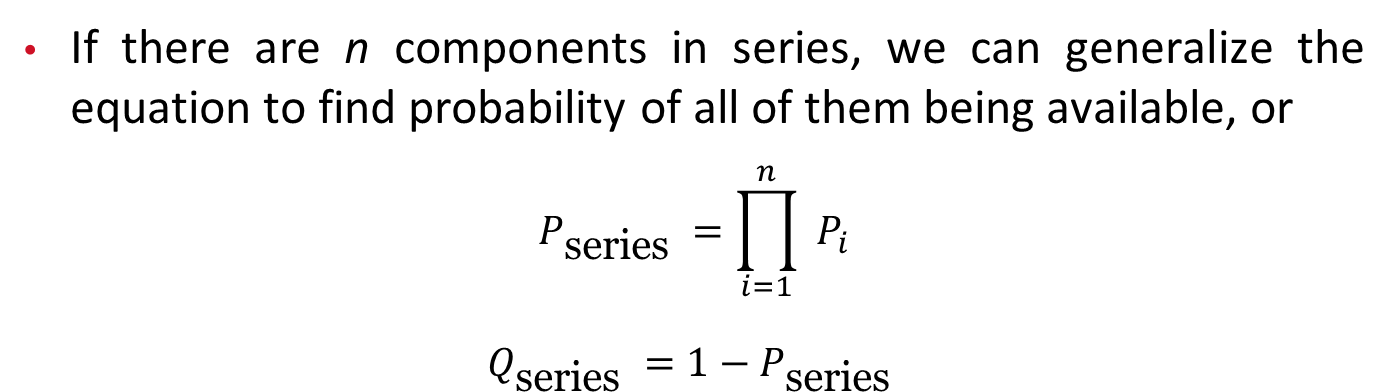 • If there are n components in series, we can generalize the
equation to find probability of all of them being available, or
P_series = ∏_{i=1}^{n} P_i
Q_series = 1 − P_series